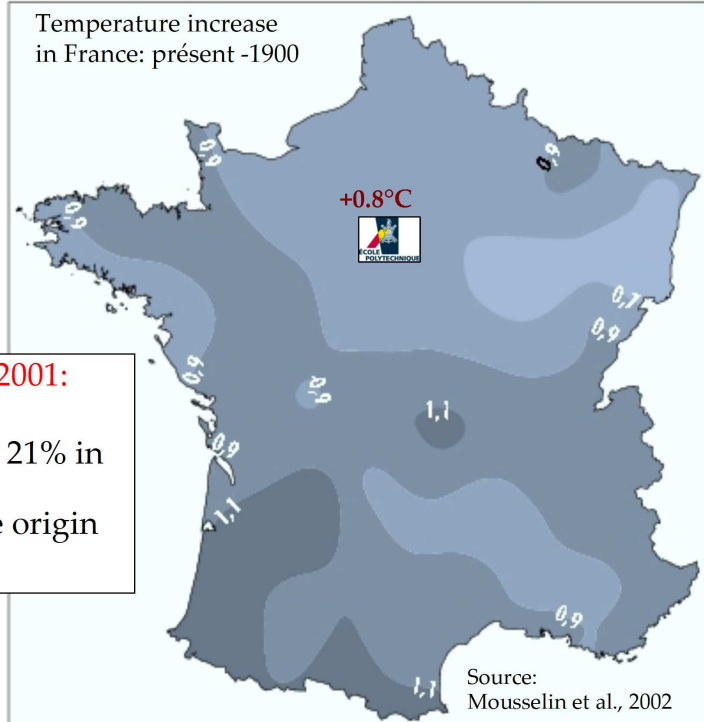 Temperature increase
in France: présent -1900
0,9
0,9
0,9
+0.8°C
ÉCOLE
POLYTECHNIQUE
0,7
0,9
2001:
0,9
0,9
1,1
21% in
0,9
1,1
e origin
0,9
1,1
Source:
Mousselin et al., 2002